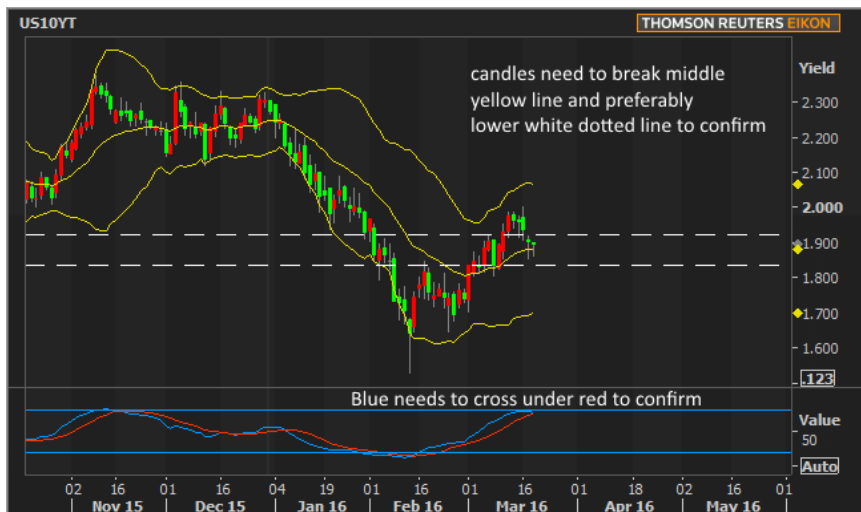 US10YT
THOMSON REUTERS EIKON
candles need to break middle
yellow line and preferably
lower white dotted line to confirm
Yield
2.300
2.200
2.100
2.000
1.900
1.800
1.700
1.600
.123
Blue needs to cross under red to confirm
Value
50
Auto
02 16 01 16 04 19 01 16 01 16 01 18 02 16 01
Nov 15 Dec 15 Jan 16 Feb 16 Mar 16 Apr 16 May 16